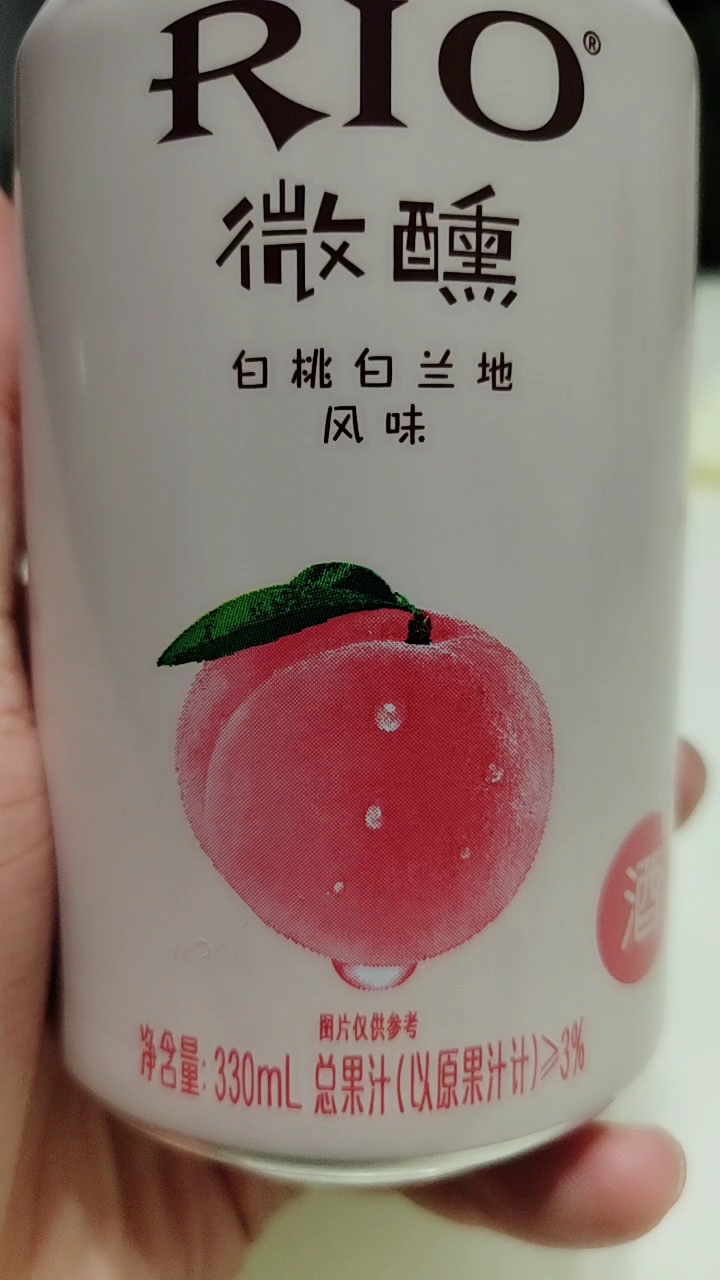 RIO®
微醺
白桃白兰地
风味
酒
图片仅供参考
净含量: 330mL 总果汁(以原果汁计)≥3%